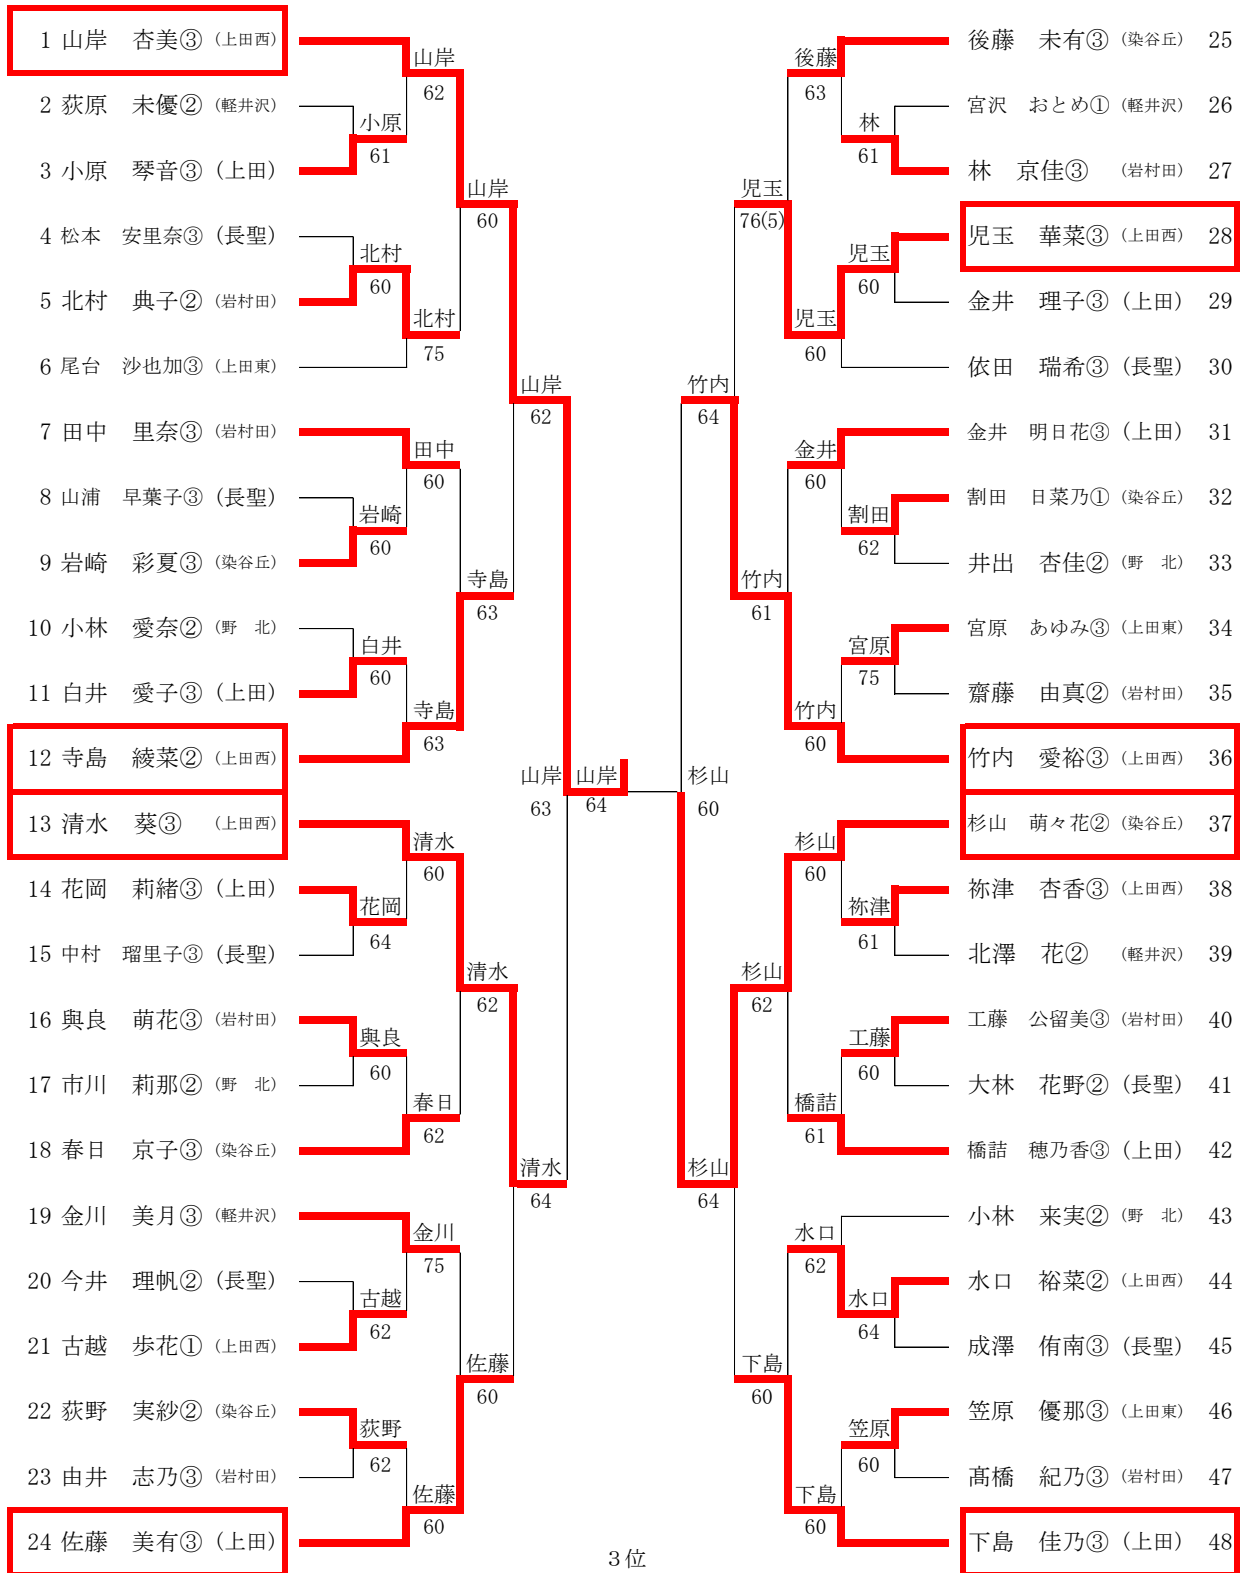 1 山岸 杏美③ (上田西)
2 荻原 未優② (軽井沢)
3 小原 琴音③ (上田)
4 松本 安里奈③ (長聖)
5 北村 典子② (岩村田)
6 尾台 沙也加③ (上田東)
7 田中 里奈③ (岩村田)
8 山浦 早葉子③ (長聖)
9 岩崎 彩夏③ (染谷丘)
10 小林 愛奈② (野 北)
11 白井 愛子③ (上田)
12 寺島 綾菜② (上田西)
13 清水 葵③ (上田西)
14 花岡 莉緒③ (上田)
15 中村 瑠里子③ (長聖)
16 與良 萌花③ (岩村田)
17 市川 莉那② (野 北)
18 春日 京子③ (染谷丘)
19 金川 美月③ (軽井沢)
20 今井 理帆② (長聖)
21 古越 歩花① (上田西)
22 荻野 実紗② (染谷丘)
23 由井 志乃③ (岩村田)
24 佐藤 美有③ (上田)
小原
61
北村
60
岩崎
60
白井
60
花岡
64
與良
60
古越
62
荻野
62
山岸
62
北村
75
田中
60
寺島
63
清水
60
春日
62
金川
75
佐藤
60
山岸
60
寺島
63
清水
62
佐藤
60
山岸
62
清水
64
山岸
63
山岸
64
杉山
60
竹内
64
杉山
64
児玉
76(5)
竹内
61
杉山
62
下島
60
後藤
63
児玉
60
金井
60
竹内
60
杉山
60
橋詰
61
水口
62
下島
60
林
61
児玉
60
割田
62
宮原
75
祢津
61
工藤
60
水口
64
笠原
60
後藤 未有③ (染谷丘) 25
宮沢 おとめ① (軽井沢) 26
林 京佳③ (岩村田) 27
児玉 華菜③ (上田西) 28
金井 理子③ (上田) 29
依田 瑞希③ (長聖) 30
金井 明日花③ (上田) 31
割田 日菜乃① (染谷丘) 32
井出 杏佳② (野 北) 33
宮原 あゆみ③ (上田東) 34
齋藤 由真② (岩村田) 35
竹内 愛裕③ (上田西) 36
杉山 萌々花② (染谷丘) 37
祢津 杏香③ (上田西) 38
北澤 花② (軽井沢) 39
工藤 公留美③ (岩村田) 40
大林 花野② (長聖) 41
橋詰 穂乃香③ (上田) 42
小林 来実② (野 北) 43
水口 裕菜② (上田西) 44
成澤 侑南③ (長聖) 45
笠原 優那③ (上田東) 46
髙橋 紀乃③ (岩村田) 47
下島 佳乃③ (上田) 48
3位